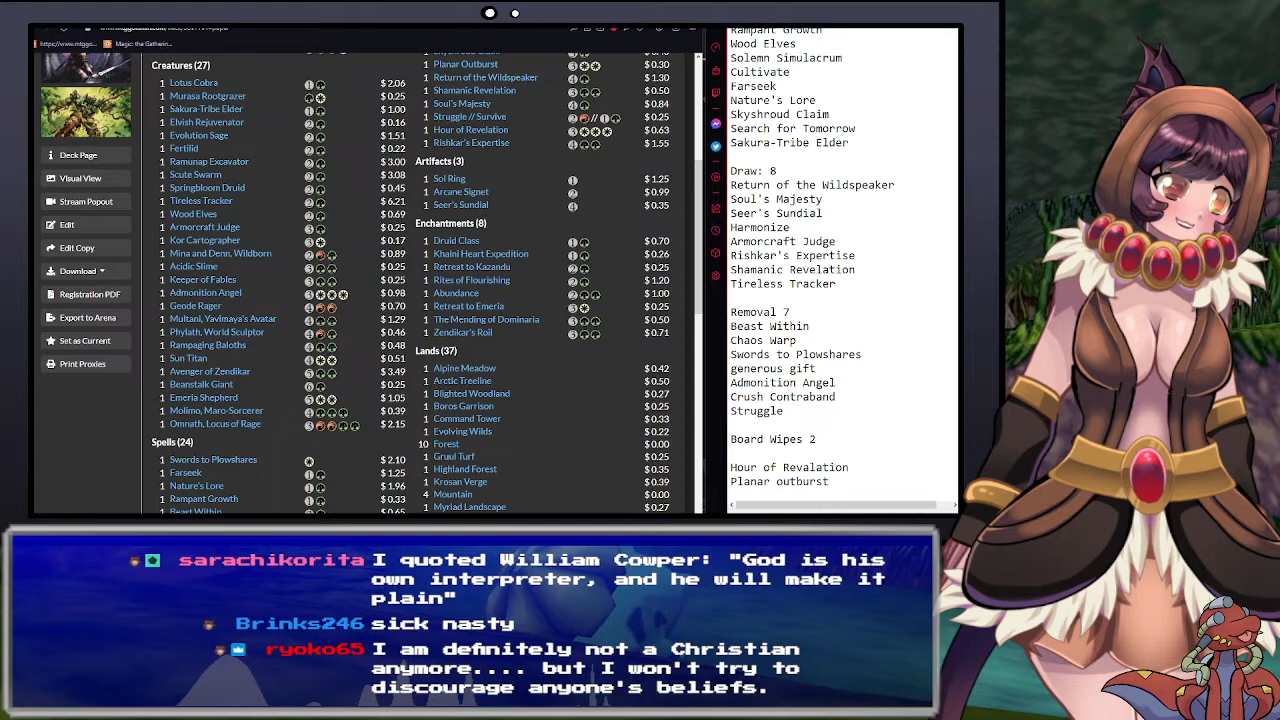 https://www.mtggo... Magic the Gatherin...
Deck Page
Visual View
Stream Popout
Edit
Edit Copy
Download
Registration PDF
Export to Arena
Set as Current
Print Proxies
Creatures (27)
1 Lotus Cobra $ 2.05
1 Murasa Rootgrazer $ 0.26
1 Sakura-Tribe Elder $ 1.00
1 Elvish Rejuvenator $ 0.16
1 Evolution Sage $ 1.51
1 Fertilid $ 0.22
1 Ramunap Excavator $ 3.00
1 Scute Swarm $ 3.08
1 Springbloom Druid $ 0.45
1 Tireless Tracker $ 5.01
1 Wood Elves $ 0.69
1 Armorcraft Judge $ 0.25
1 Kor Cartographer $ 0.17
1 Mina and Denn, Wildborn $ 0.89
1 Acidic Slime $ 0.25
1 Keeper of Fables $ 0.25
1 Admonition Angel $ 0.98
1 Geode Rager $ 0.70
1 Multani, Yavimaya's Avatar $ 1.29
1 Phylath, World Sculptor $ 0.46
1 Rampaging Baloths $ 0.48
1 Sun Titan $ 0.51
1 Avenger of Zendikar $ 3.49
1 Beanstalk Giant $ 0.25
1 Emeria Shepherd $ 1.05
1 Molimo, Maro-Sorcerer $ 0.39
1 Omnath, Locus of Rage $ 2.15
Spells (24)
1 Swords to Plowshares $ 2.10
1 Farseek $ 1.25
1 Nature's Lore $ 1.96
1 Rampant Growth $ 0.33
1 Beast Within $ 0.65
1 Planar Outburst $ 0.30
1 Return of the Wildspeaker $ 1.30
1 Shamanic Revelation $ 0.50
1 Soul's Majesty $ 0.84
1 Struggle // Survive // $ 0.25
1 Hour of Revelation $ 0.63
1 Rishkar's Expertise $ 1.55
Artifacts (3)
1 Sol Ring $ 1.25
1 Arcane Signet $ 0.99
1 Seer's Sundial $ 0.35
Enchantments (8)
1 Druid Class $ 0.70
1 Khalni Heart Expedition $ 0.26
1 Retreat to Kazandu $ 0.25
1 Rites of Flourishing $ 0.25
1 Abundance $ 1.00
1 Retreat to Emeria $ 0.25
1 The Mending of Dominaria $ 0.50
1 Zendikar's Roil $ 0.71
Lands (37)
1 Alpine Meadow $ 0.42
1 Arctic Treeline $ 0.50
1 Blighted Woodland $ 0.27
1 Boros Garrison $ 0.25
1 Command Tower $ 0.33
1 Evolving Wilds $ 0.22
10 Forest $ 0.00
1 Gruul Turf $ 0.25
1 Highland Forest $ 0.35
1 Krosan Verge $ 0.39
4 Mountain $ 0.00
1 Myriad Landscape $ 0.27
Rampant Growth
Wood Elves
Solemn Simulacrum
Cultivate
Farseek
Nature's Lore
Skyshroud Claim
Search for Tomorrow
Sakura-Tribe Elder
Draw: 8
Return of the Wildspeaker
Soul's Majesty
Seer's Sundial
Harmonize
Armorcraft Judge
Rishkar's Expertise
Shamanic Revelation
Tireless Tracker
Removal 7
Beast Within
Chaos Warp
Swords to Plowshares
generous gift
Admonition Angel
Crush Contraband
Struggle
Board Wipes 2
Hour of Revalation
Planar outburst
sarachikorita I quoted William Cowper: "God is his
own interpreter, and he will make it
plain"
Brinks246 sick nasty
ryoko65 I am definitely not a Christian
anymore.... but I won't try to
discourage anyone's beliefs.